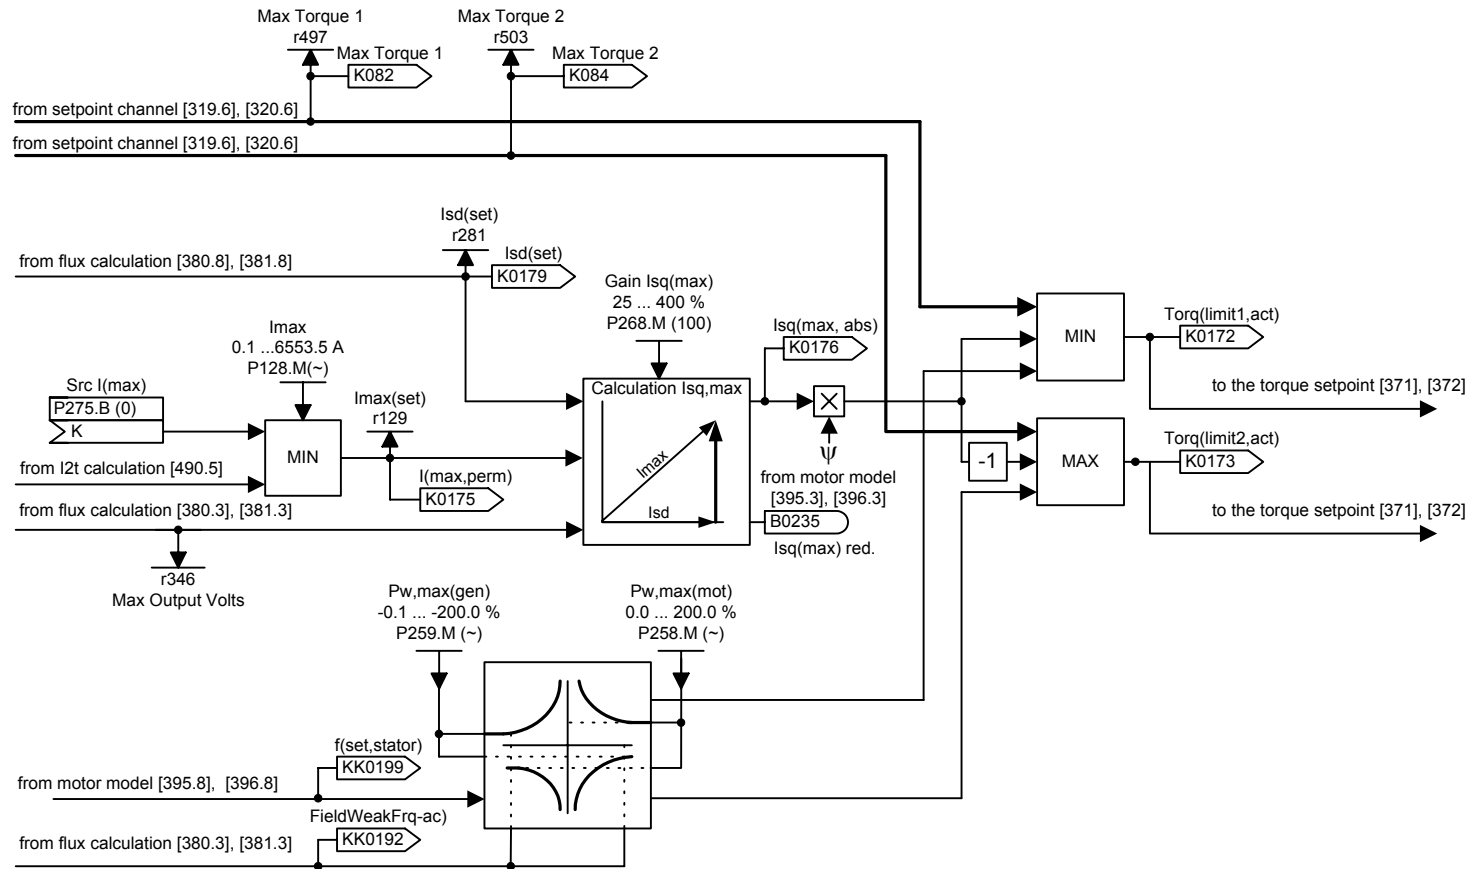 Max Torque 1
r497
Max Torque 1
K082
Max Torque 2
r503
Max Torque 2
K084
from setpoint channel [319.6], [320.6]
from setpoint channel [319.6], [320.6]
Isd(set)
r281
Isd(set)
K0179
from flux calculation [380.8], [381.8]
Gain Isq(max)
25 ... 400 %
P268.M (100)
Imax
0.1 ...6553.5 A
P128.M(~)
Src I(max)
P275.B (0)
K
Imax(set)
r129
MIN
I(max,perm)
K0175
from I2t calculation [490.5]
from flux calculation [380.3], [381.3]
r346
Max Output Volts
Calculation Isq,max
Imax
Isd
Isq(max, abs)
K0176
×
ψ
from motor model
[395.3], [396.3]
B0235
Isq(max) red.
-1
MIN
Torq(limit1,act)
K0172
to the torque setpoint [371], [372]
MAX
Torq(limit2,act)
K0173
to the torque setpoint [371], [372]
Pw,max(gen)
-0.1 ... -200.0 %
P259.M (~)
Pw,max(mot)
0.0 ... 200.0 %
P258.M (~)
f(set,stator)
KK0199
from motor model [395.8], [396.8]
FieldWeakFrq-ac)
KK0192
from flux calculation [380.3], [381.3]